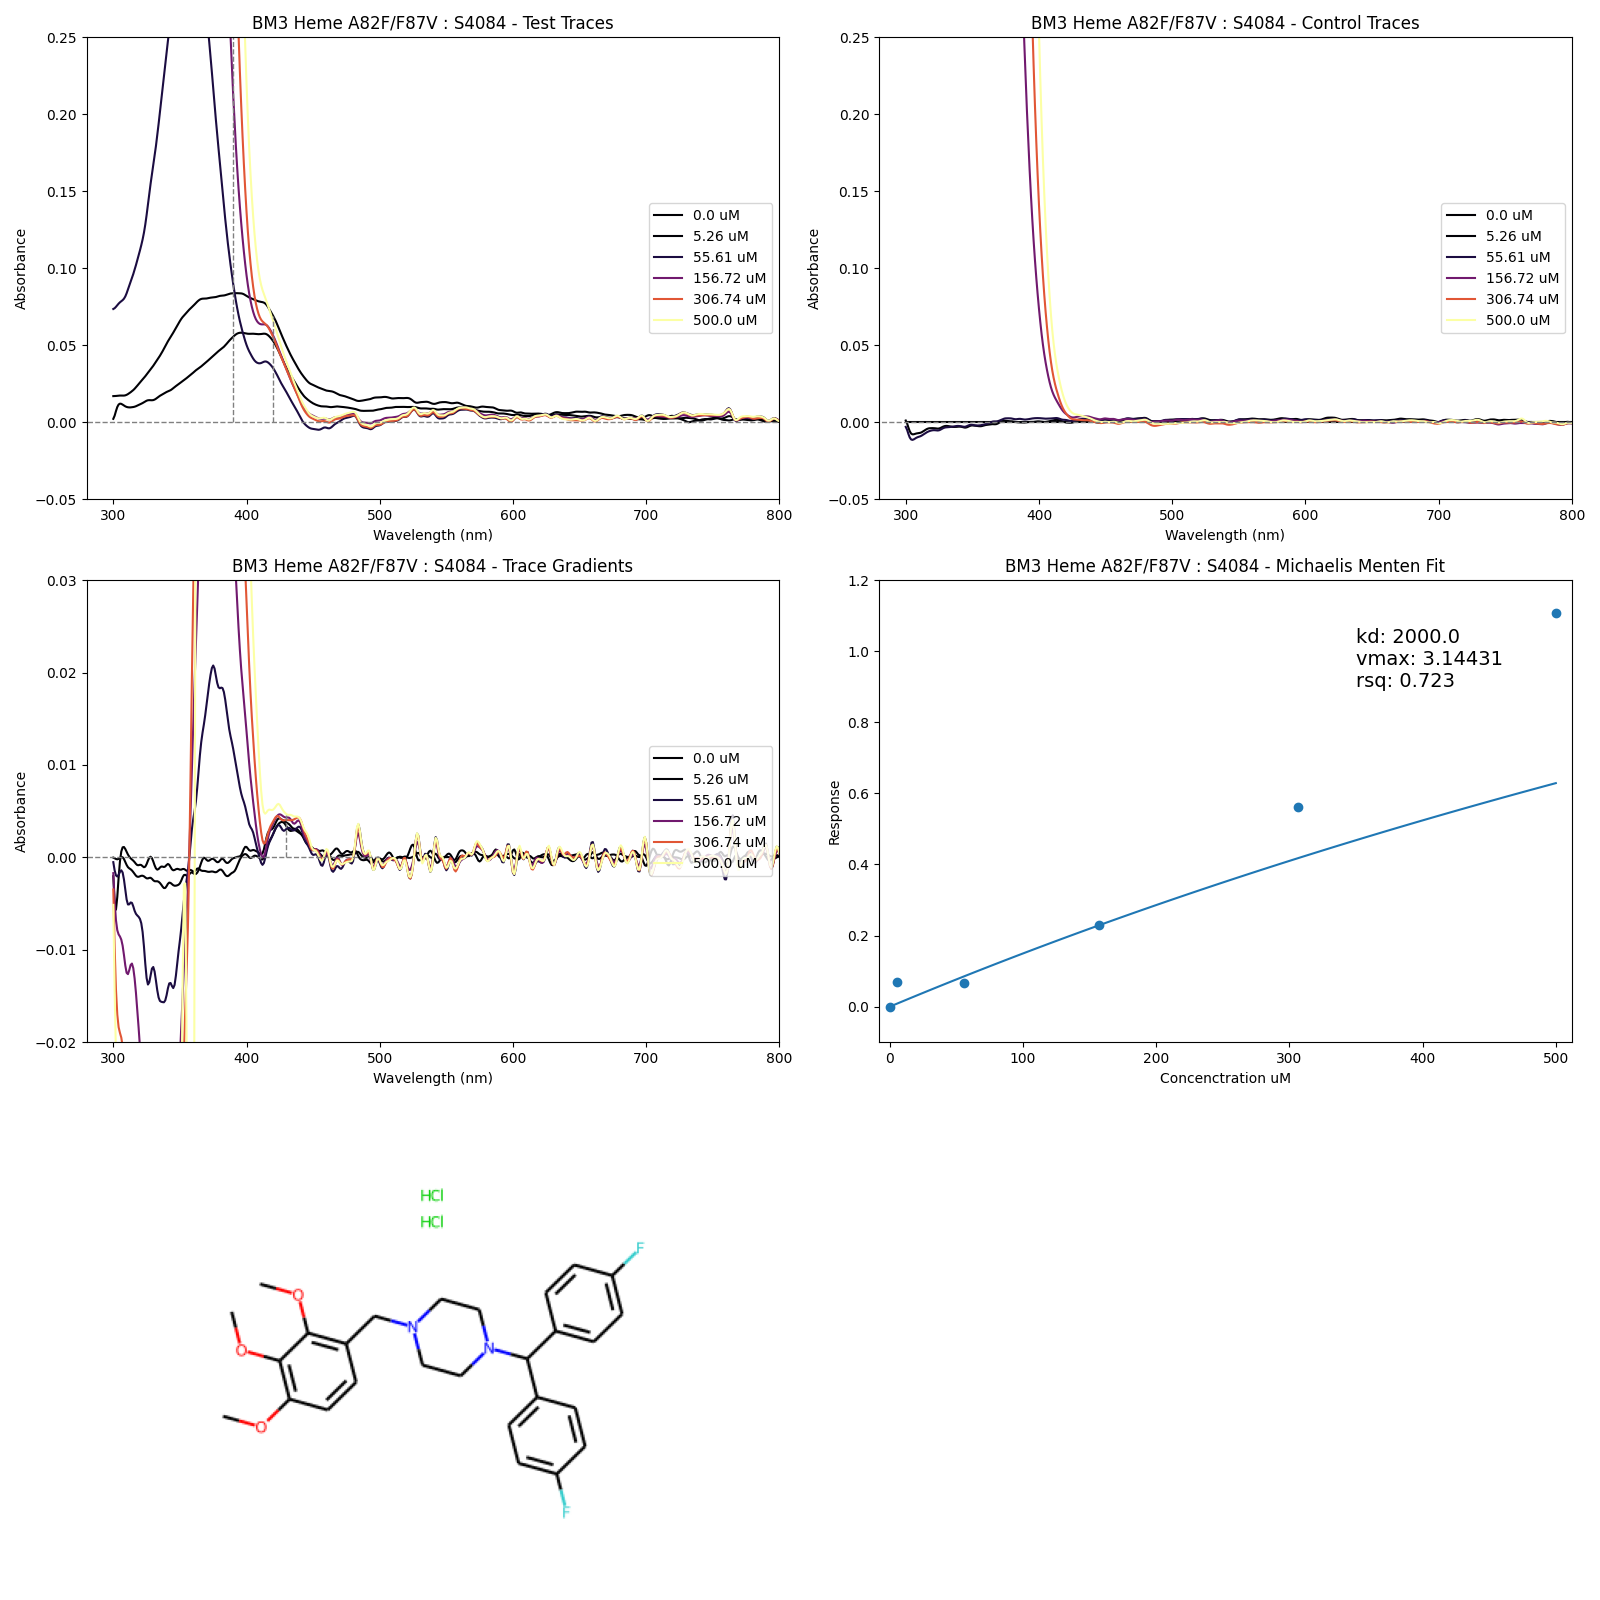 BM3 Heme A82F/F87V : S4084 - Test Traces
0.25
0.20
0.15
0.10
0.05
0.00
−0.05
Absorbance
300
400
500
600
700
800
Wavelength (nm)
0.0 uM
5.26 uM
55.61 uM
156.72 uM
306.74 uM
500.0 uM
BM3 Heme A82F/F87V : S4084 - Control Traces
0.25
0.20
0.15
0.10
0.05
0.00
−0.05
Absorbance
300
400
500
600
700
800
Wavelength (nm)
0.0 uM
5.26 uM
55.61 uM
156.72 uM
306.74 uM
500.0 uM
BM3 Heme A82F/F87V : S4084 - Trace Gradients
0.03
0.02
0.01
0.00
−0.01
−0.02
Absorbance
300
400
500
600
700
800
Wavelength (nm)
0.0 uM
5.26 uM
55.61 uM
156.72 uM
306.74 uM
500.0 uM
BM3 Heme A82F/F87V : S4084 - Michaelis Menten Fit
1.2
1.0
0.8
0.6
0.4
0.2
0.0
Response
0
100
200
300
400
500
Concenctration uM
kd: 2000.0
vmax: 3.14431
rsq: 0.723
HCl
HCl
F
O
N
O
N
O
F